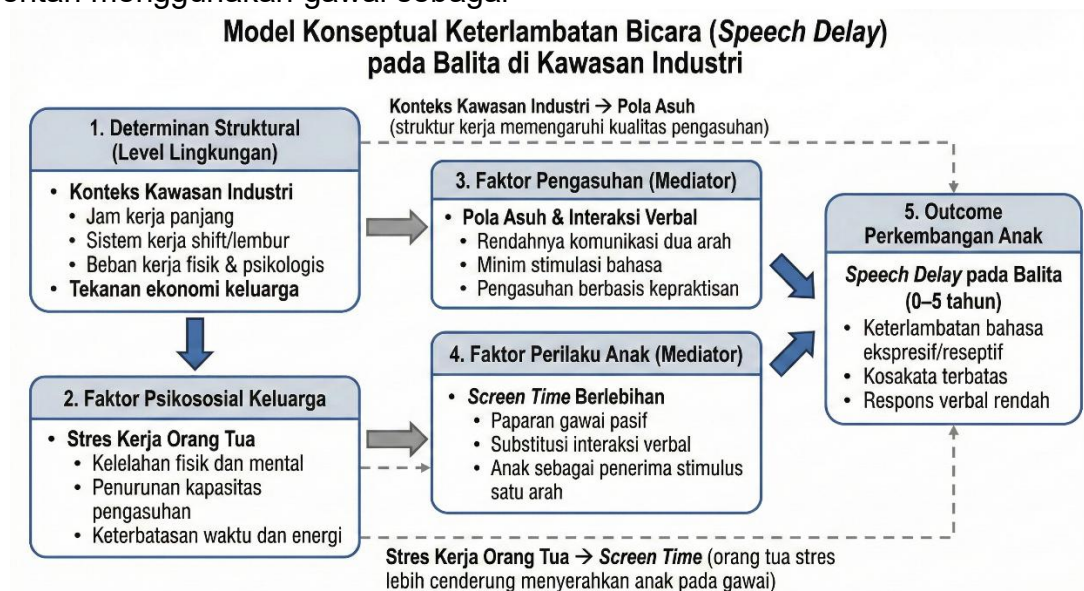 menggunakan gawai sebagai
Model Konseptual Keterlambatan Bicara (Speech Delay)
pada Balita di Kawasan Industri
Konteks Kawasan Industri → Pola Asuh
(struktur kerja memengaruhi kualitas pengasuhan)
1. Determinan Struktural
(Level Lingkungan)
• Konteks Kawasan Industri
• Jam kerja panjang
• Sistem kerja shift/lembur
• Beban kerja fisik & psikologis
• Tekanan ekonomi keluarga
2. Faktor Psikososial Keluarga
• Stres Kerja Orang Tua
• Kelelahan fisik dan mental
• Penurunan kapasitas
pengasuhan
• Keterbatasan waktu dan energi
3. Faktor Pengasuhan (Mediator)
• Pola Asuh & Interaksi Verbal
• Rendahnya komunikasi dua arah
• Minim stimulasi bahasa
• Pengasuhan berbasis kepraktisan
4. Faktor Perilaku Anak (Mediator)
• Screen Time Berlebihan
• Paparan gawai pasif
• Substitusi interaksi verbal
• Anak sebagai penerima stimulus
satu arah
5. Outcome
Perkembangan Anak
Speech Delay pada Balita
(0–5 tahun)
• Keterlambatan bahasa
ekspresif/reseptif
• Kosakata terbatas
• Respons verbal rendah
Stres Kerja Orang Tua → Screen Time (orang tua stres
lebih cenderung menyerahkan anak pada gawai)